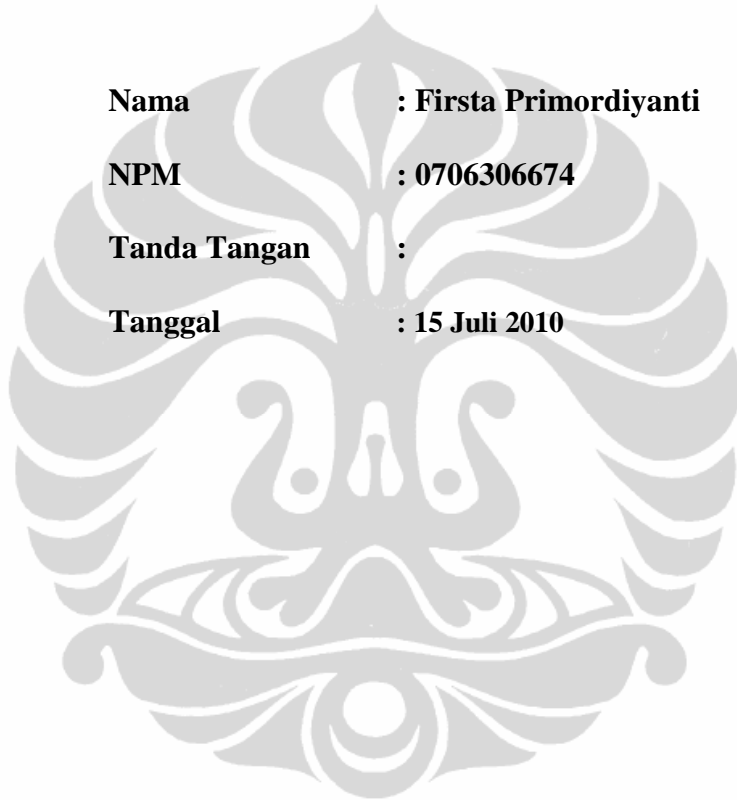 Nama : Firsta Primordiyanti
NPM : 0706306674
Tanda Tangan :
Tanggal : 15 Juli 2010